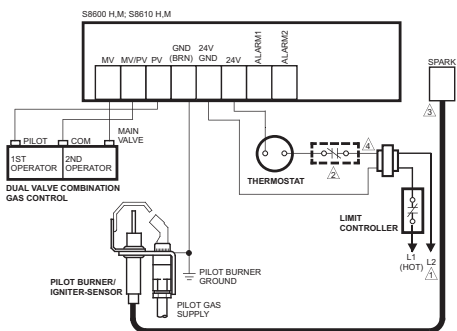 S8600 H,M; S8610 H,M
MV
MV/PV
PV
GND
(BRN)
24V
GND
24V
ALARM1
ALARM2
SPARK
3
PILOT
COM
MAIN
VALVE
1ST
OPERATOR
2ND
OPERATOR
DUAL VALVE COMBINATION
GAS CONTROL
THERMOSTAT
2
4
LIMIT
CONTROLLER
L1
(HOT)
L2
1
PILOT BURNER
GROUND
PILOT BURNER/
IGNITER-SENSOR
PILOT GAS
SUPPLY